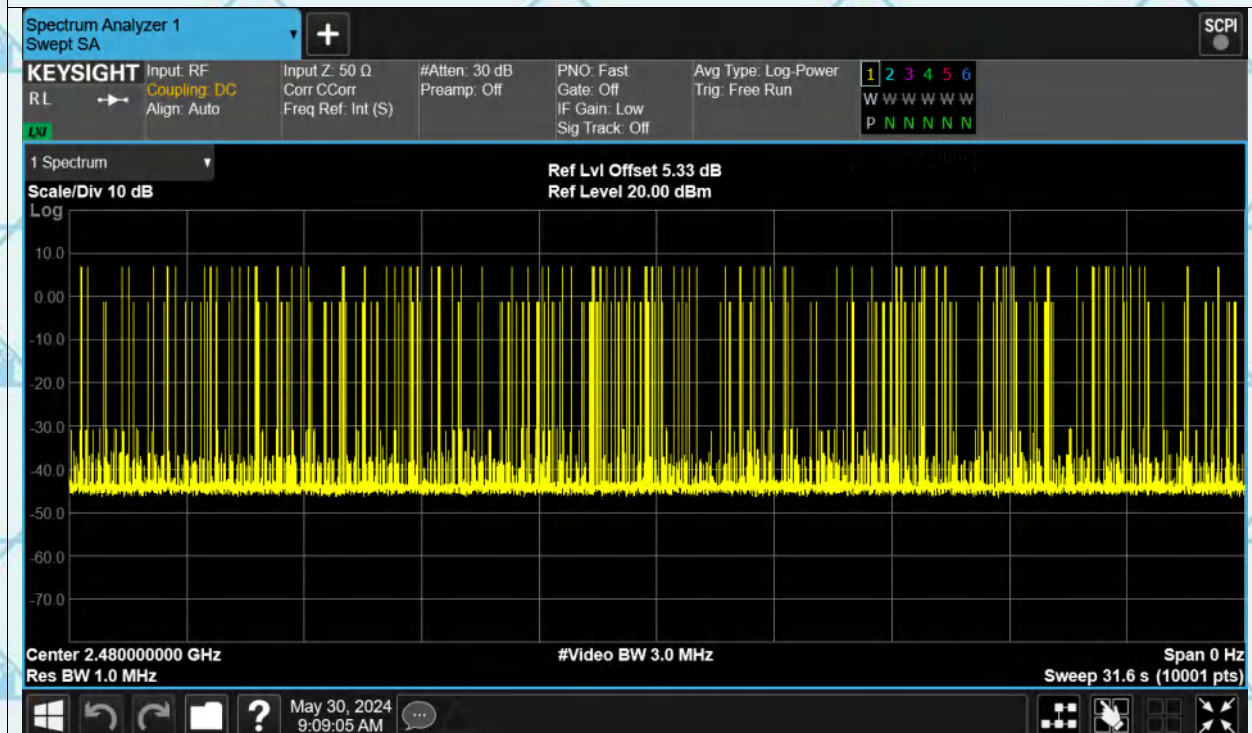 Spectrum Analyzer 1
Swept SA
+
SCPI
KEYSIGHT
RL
LXI
Input: RF
Coupling: DC
Align: Auto
Input Z: 50 Ω
Corr CCorr
Freq Ref: Int (S)
#Atten: 30 dB
Preamp: Off
PNO: Fast
Gate: Off
IF Gain: Low
Sig Track: Off
Avg Type: Log-Power
Trig: Free Run
1 2 3 4 5 6
W W W W W W
P N N N N N
1 Spectrum
Scale/Div 10 dB
Ref Lvl Offset 5.33 dB
Ref Level 20.00 dBm
Log
10.0
0.00
-10.0
-20.0
-30.0
-40.0
-50.0
-60.0
-70.0
Center 2.480000000 GHz
#Video BW 3.0 MHz
Span 0 Hz
Res BW 1.0 MHz
Sweep 31.6 s (10001 pts)
?
May 30, 2024
9:09:05 AM